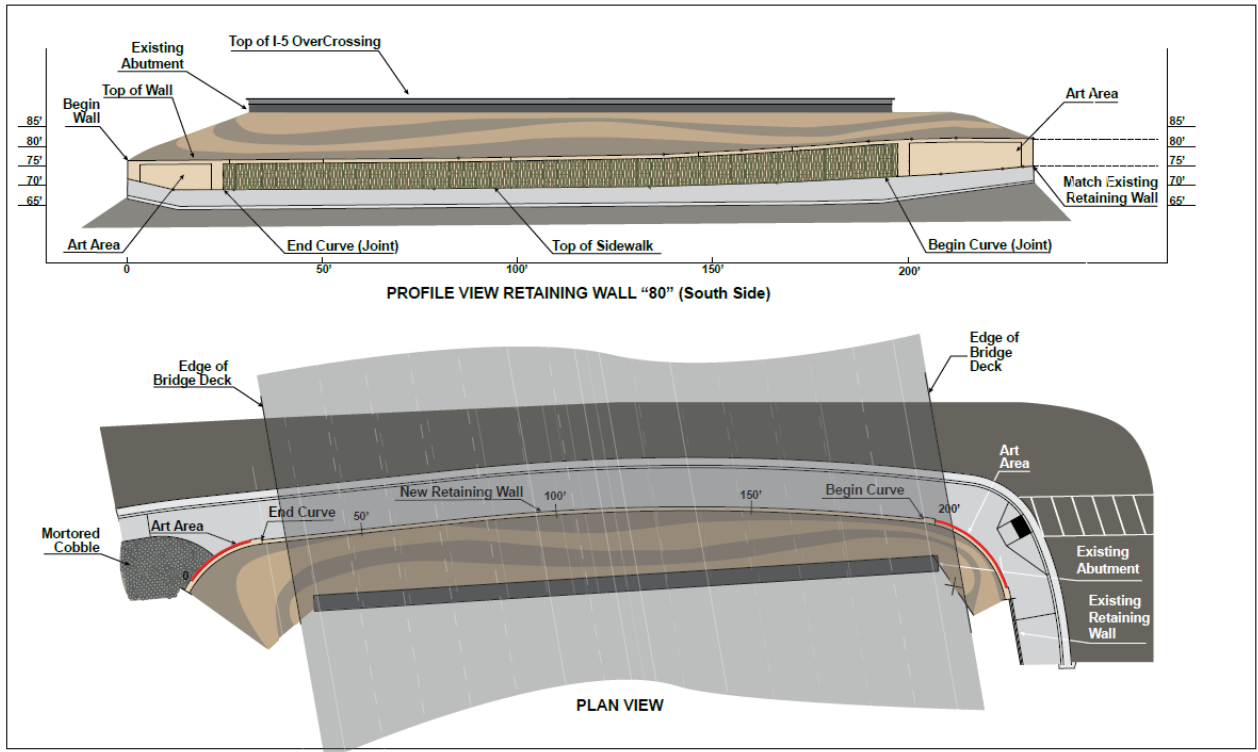 Top of I-5 OverCrossing
Existing
Abutment
Top of Wall
Begin
Wall
Art Area
85'
80'
75'
70'
65'
85'
80'
75'
70'
65'
Match Existing
Retaining Wall
Art Area
End Curve (Joint)
Top of Sidewalk
Begin Curve (Joint)
0
50'
100'
150'
200'
PROFILE VIEW RETAINING WALL “80” (South Side)
Edge of
Bridge Deck
Edge of
Bridge
Deck
Art
Area
New Retaining Wall
Begin Curve
Art Area
End Curve
50'
100'
150'
200'
0
Mortored
Cobble
Existing
Abutment
Existing
Retaining
Wall
PLAN VIEW